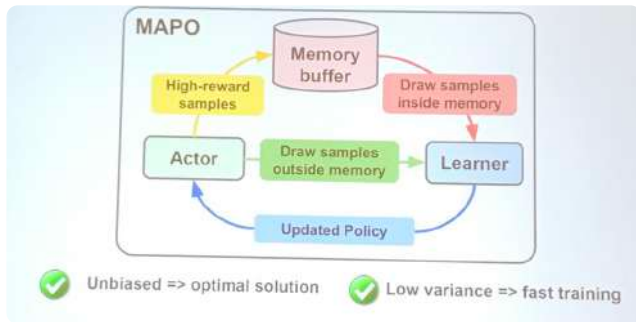 MAPO
Memory
buffer
High-reward
samples
Draw samples
inside memory
Actor
Draw samples
outside memory
Learner
Updated Policy
Unbiased => optimal solution
Low variance => fast training